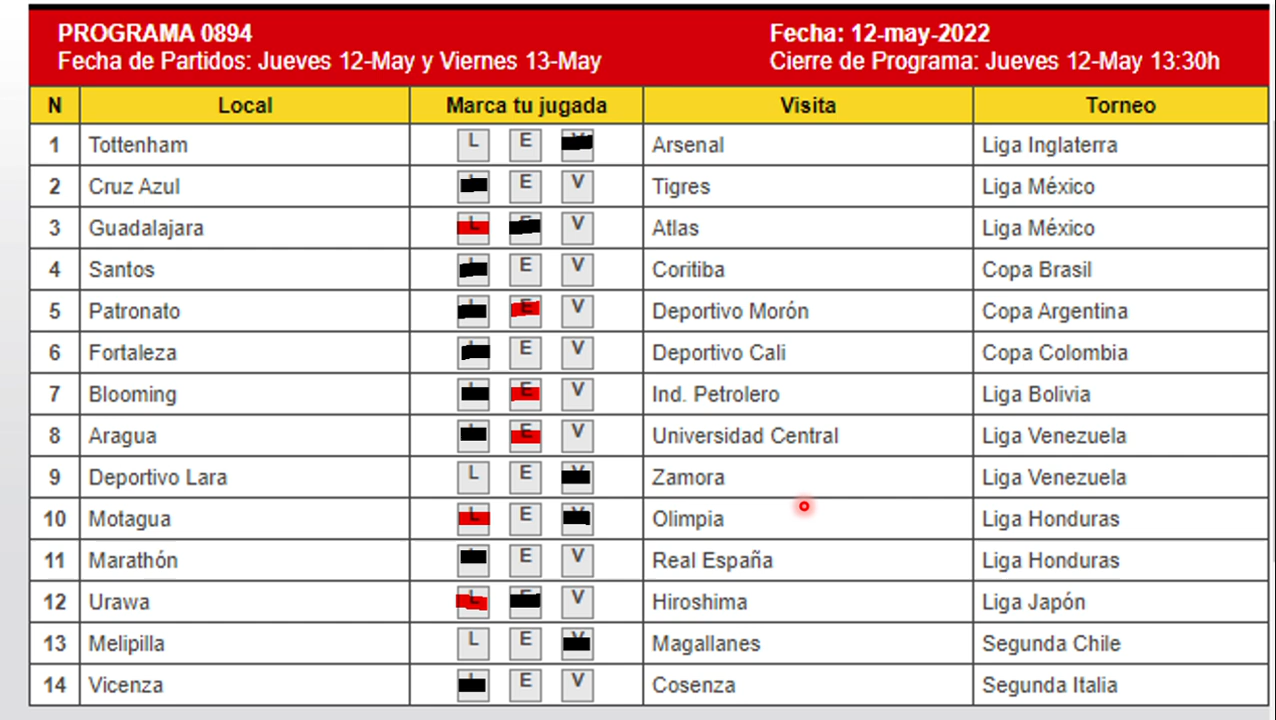 PROGRAMA 0894 Fecha: 12-may-2022
Fecha de Partidos: Jueves 12-May y Viernes 13-May Cierre de Programa: Jueves 12-May 13:30h
N Local Marca tu jugada Visita Torneo
1 Tottenham L E Arsenal Liga Inglaterra
2 Cruz Azul E V Tigres Liga México
3 Guadalajara L E V Atlas Liga México
4 Santos E V Coritiba Copa Brasil
5 Patronato E V Deportivo Morón Copa Argentina
6 Fortaleza E V Deportivo Cali Copa Colombia
7 Blooming E V Ind. Petrolero Liga Bolivia
8 Aragua E V Universidad Central Liga Venezuela
9 Deportivo Lara L E Zamora Liga Venezuela
10 Motagua L E Olimpia Liga Honduras
11 Marathón E V Real España Liga Honduras
12 Urawa L V Hiroshima Liga Japón
13 Melipilla L E Magallanes Segunda Chile
14 Vicenza E V Cosenza Segunda Italia